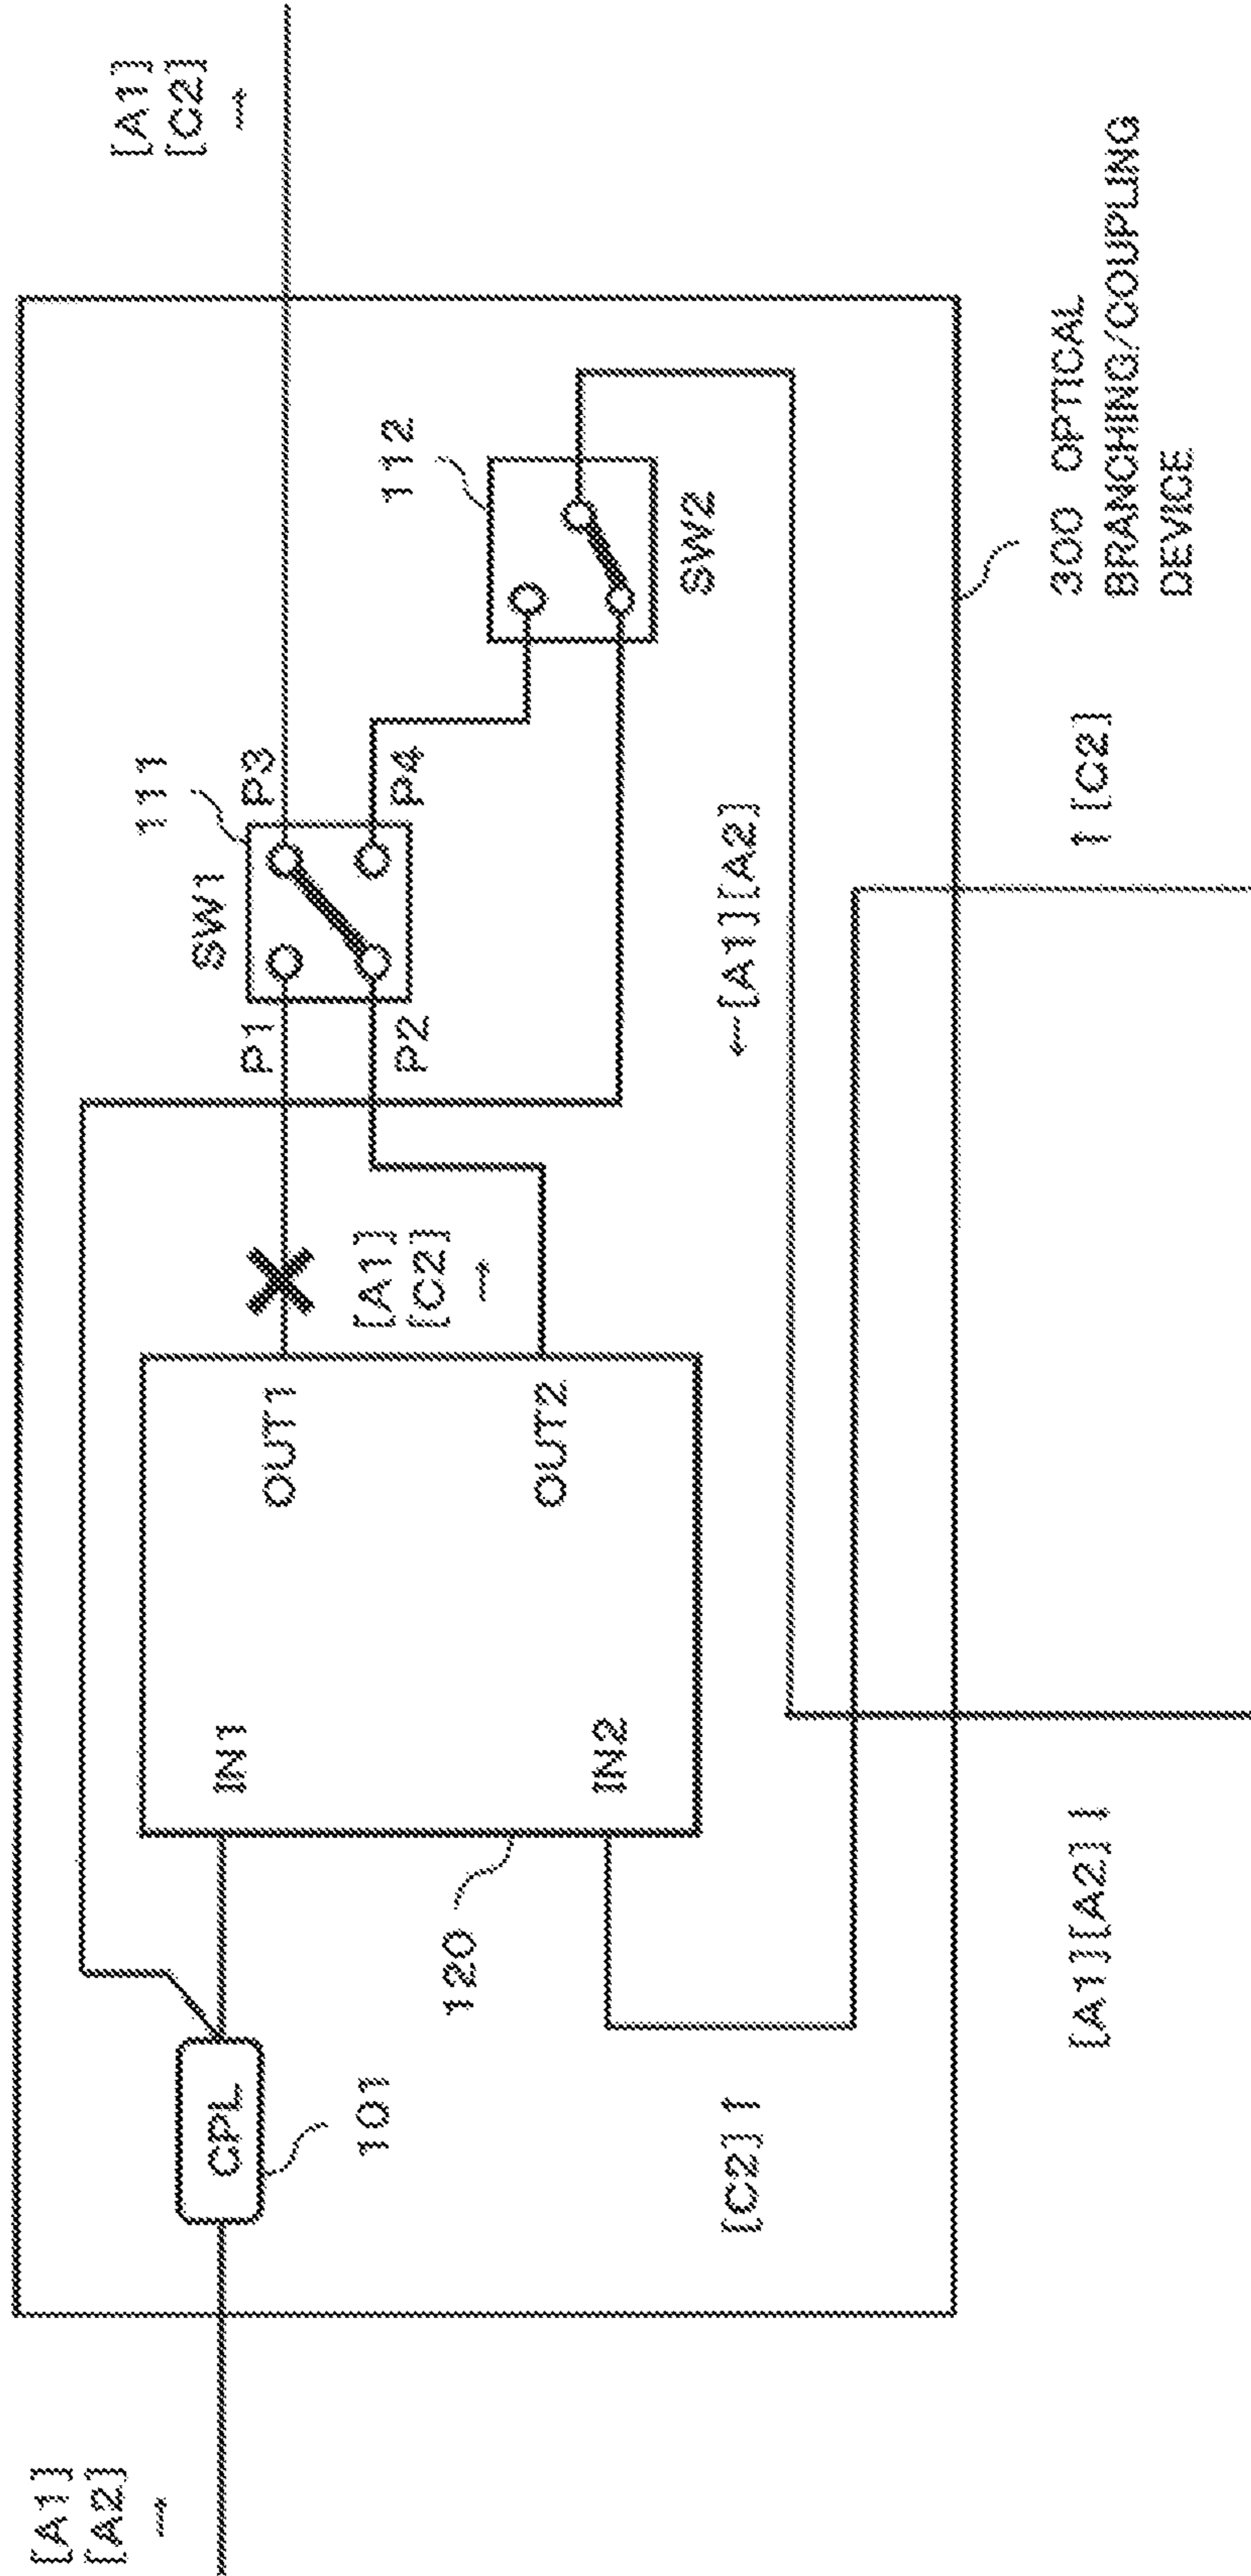 [A1]
[A2]
→
CPL
101
IN1
IN2
120
OUT1
OUT2
[A1]
[C2]
→
P1
P2
SW1
111
P3
P4
112
SW2
←[A1][A2]
[C2]↑
[A1]
[C2]
→
[A1][A2]↓
↑[C2]
300 OPTICAL
BRANCHING/COUPLING
DEVICE